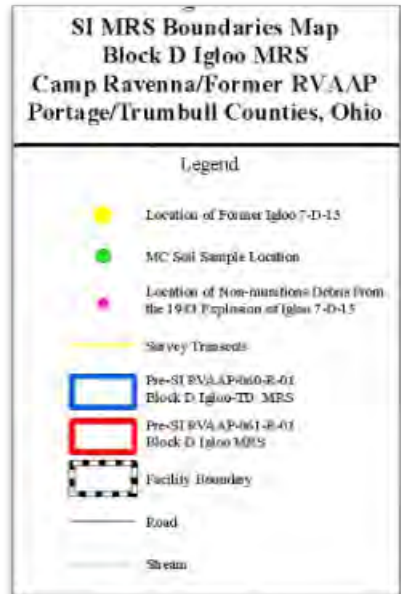 SI MRS Boundaries Map
Block D Igloo MRS
Camp Ravenna/Former RVAAP
Portage/Trumbull Counties, Ohio
Legend
Location of Former Igloo 7-D-15
MC Soil Sample Location
Location of Non-munitions Debris From
the 1943 Explosion of Igloo 7-D-15
Survey Transects
Pre-SI RVAAP-060-R-01
Block D Igloo-TD MRS
Pre-SI RVAAP-061-R-01
Block D Igloo MRS
Facility Boundary
Road
Stream